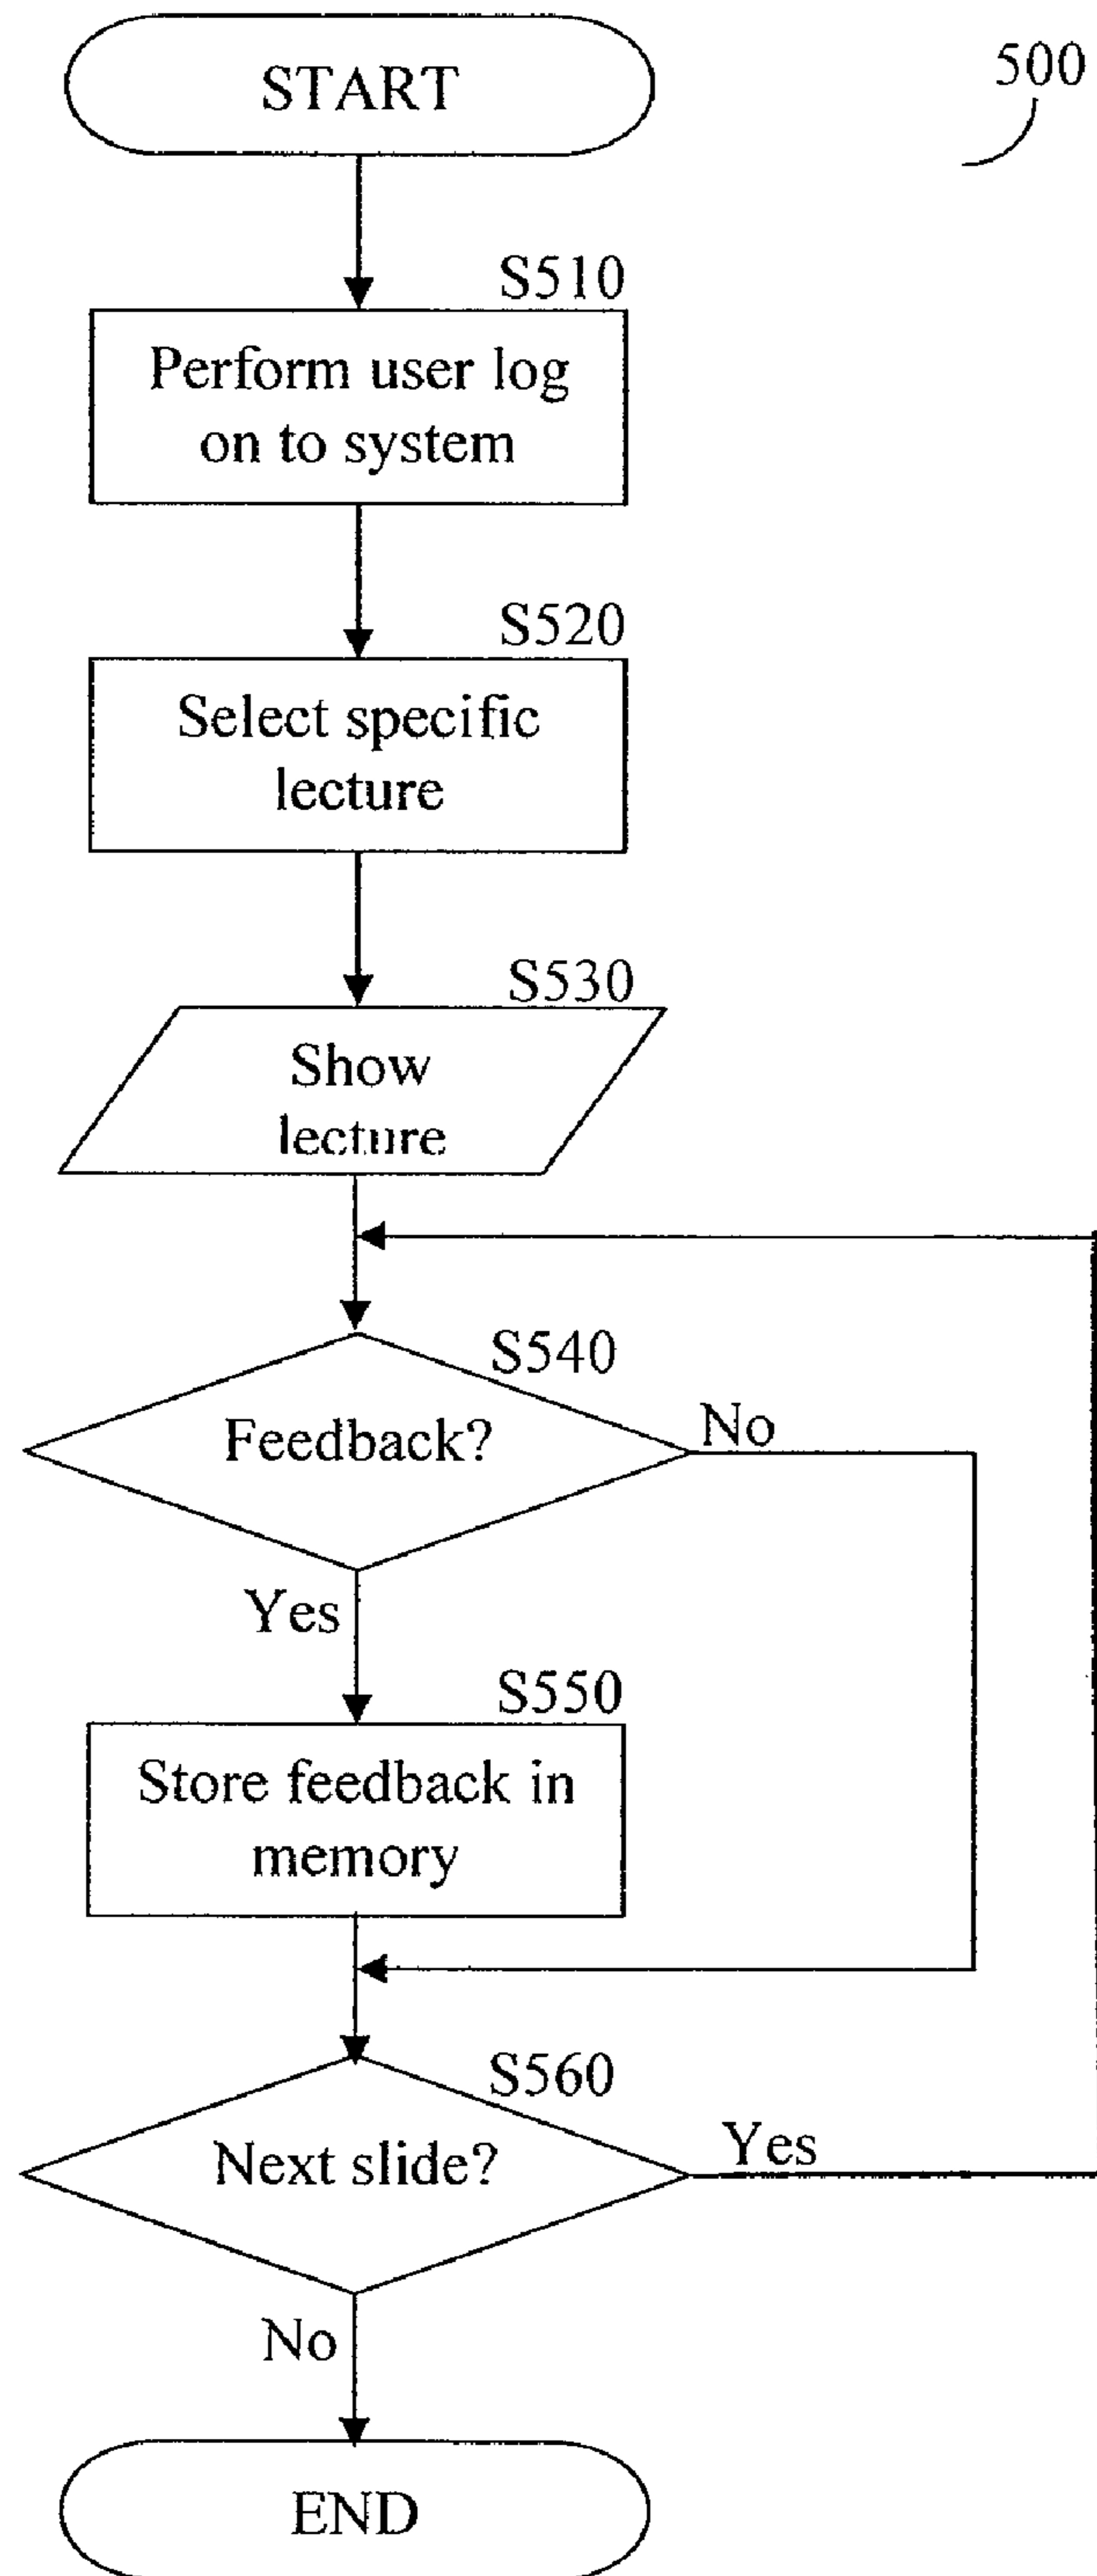 START
500
S510
Perform user log
on to system
S520
Select specific
lecture
S530
Show
lecture
S540
Feedback?
No
Yes
S550
Store feedback in
memory
S560
Next slide?
Yes
No
END